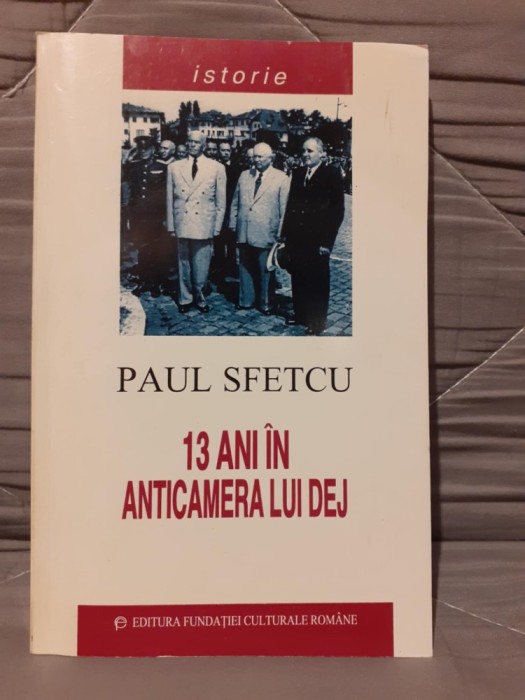 istorie
PAUL SFETCU
13 ANI ÎN
ANTICAMERA LUI DEJ
EDITURA FUNDAȚIEI CULTURALE ROMÂNE